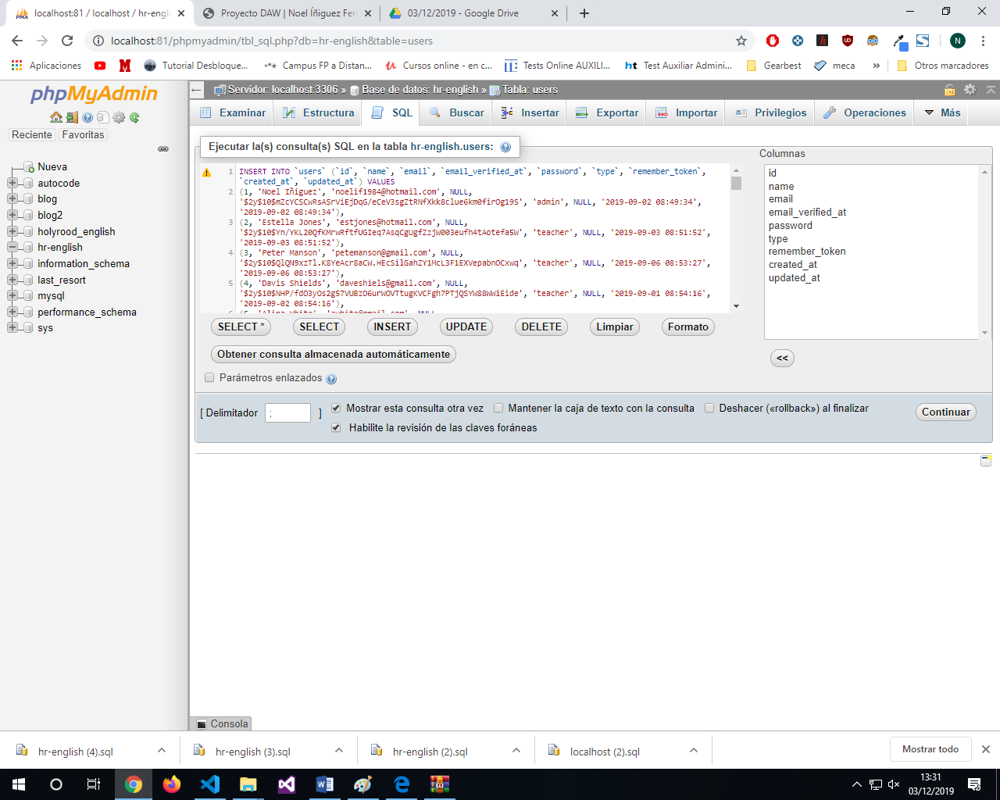 localhost:81 / localhost / hr-engli
Proyecto DAW | Noel Íñiguez Fer
03/12/2019 - Google Drive
localhost:81/phpmyadmin/tbl_sql.php?db=hr-english&table=users
Aplicaciones
Tutorial Desbloque...
Campus FP a Distan...
Cursos online - en c...
Tests Online AUXILI...
Test Auxiliar Admini...
Gearbest
meca
»
Otros marcadores
phpMyAdmin
Reciente
Favoritas
Nueva
autocode
blog
blog2
holyrood_english
hr-english
information_schema
last_resort
mysql
performance_schema
sys
Servidor: localhost:3306 » Base de datos: hr-english » Tabla: users
Examinar
Estructura
SQL
Buscar
Insertar
Exportar
Importar
Privilegios
Operaciones
Más
Ejecutar la(s) consulta(s) SQL en la tabla hr-english.users:
1 INSERT INTO `users` (`id`, `name`, `email`, `email_verified_at`, `password`, `type`, `remember_token`,
`created_at`, `updated_at`) VALUES
2 (1, 'Noel Iñiguez', 'noelif1984@hotmail.com', NULL,
'$2y$10$mZcYCSCwRsASrViEjDqG/eCeV3sgZtRNfXkk8clue6km0firOg19S', 'admin', NULL, '2019-09-02 08:49:34',
'2019-09-02 08:49:34'),
3 (2, 'Estella Jones', 'estjones@hotmail.com', NULL,
'$2y$10$Yn/YKL20QfKMrwRftfUGIeq7AsqCgUgfZzjW003eufh4tAotefa5W', 'teacher', NULL, '2019-09-03 08:51:52',
'2019-09-03 08:51:52'),
4 (3, 'Peter Manson', 'petemanson@gmail.com', NULL,
'$2y$10$QlQN9xzTl.K8YeAcr8aCW.HEcSilGahZY1McL3F1EXVepabnOCxwq', 'teacher', NULL, '2019-09-06 08:53:27',
'2019-09-06 08:53:27'),
5 (4, 'Davis Shields', 'daveshiels@gmail.com', NULL,
'$2y$10$NHP/fdO3yOs2g57VUBzO6urWOVTtugKVCFgh7PTjQSYW88WWiEide', 'teacher', NULL, '2019-09-01 08:54:16',
'2019-09-02 08:54:16'),
Columnas
id
name
email
email_verified_at
password
type
remember_token
created_at
updated_at
SELECT *
SELECT
INSERT
UPDATE
DELETE
Limpiar
Formato
Obtener consulta almacenada automáticamente
<<
Parámetros enlazados
[ Delimitador ; ]
Mostrar esta consulta otra vez
Mantener la caja de texto con la consulta
Deshacer («rollback») al finalizar
Continuar
Habilite la revisión de las claves foráneas
Consola
hr-english (4).sql
hr-english (3).sql
hr-english (2).sql
localhost (2).sql
Mostrar todo
13:31
03/12/2019